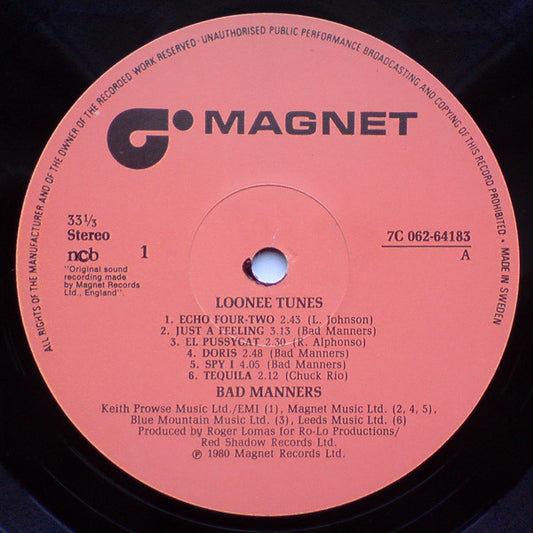 ALL RIGHTS OF THE MANUFACTURER AND OF THE OWNER OF THE RECORDED WORK RESERVED · UNAUTHORISED PUBLIC PERFORMANCE BROADCASTING AND COPYING OF THIS RECORD PROHIBITED · MADE IN SWEDEN
MAGNET
33⅓
Stereo
ncb
1
"Original sound
recording made
by Magnet Records
Ltd., England".
7C 062-64183
A
LOONEE TUNES
1. ECHO FOUR-TWO 2.43 (L. Johnson)
2. JUST A FEELING 3.13 (Bad Manners)
3. EL PUSSYCAT 2.30 (R. Alphonso)
4. DORIS 2.48 (Bad Manners)
5. SPY I 4.05 (Bad Manners)
6. TEQUILA 2.12 (Chuck Rio)
BAD MANNERS
Keith Prowse Music Ltd./EMI (1), Magnet Music Ltd. (2, 4, 5),
Blue Mountain Music Ltd. (3), Leeds Music Ltd. (6)
Produced by Roger Lomas for Ro-Lo Productions/
Red Shadow Records Ltd.
℗ 1980 Magnet Records Ltd.